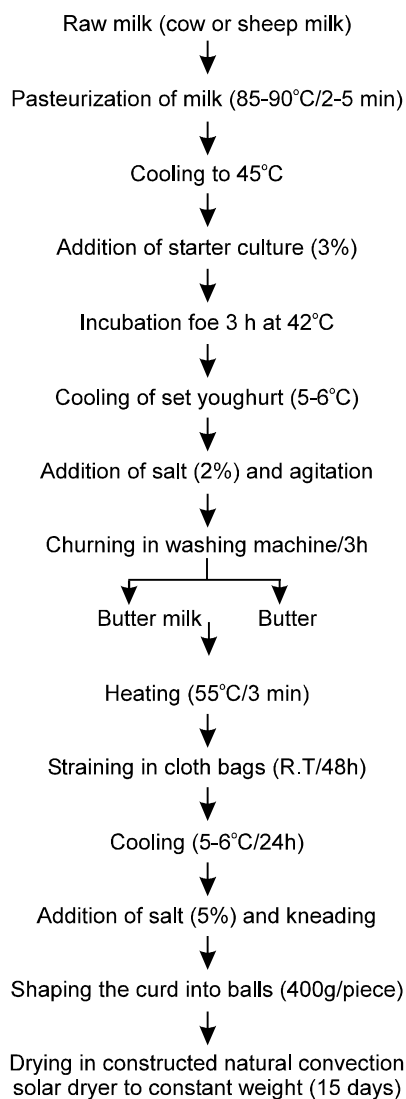 Raw milk (cow or sheep milk)
Pasteurization of milk (85-90°C/2-5 min)
Cooling to 45°C
Addition of starter culture (3%)
Incubation foe 3 h at 42°C
Cooling of set youghurt (5-6°C)
Addition of salt (2%) and agitation
Churning in washing machine/3h
Butter milk Butter
Heating (55°C/3 min)
Straining in cloth bags (R.T/48h)
Cooling (5-6°C/24h)
Addition of salt (5%) and kneading
Shaping the curd into balls (400g/piece)
Drying in constructed natural convection
solar dryer to constant weight (15 days)